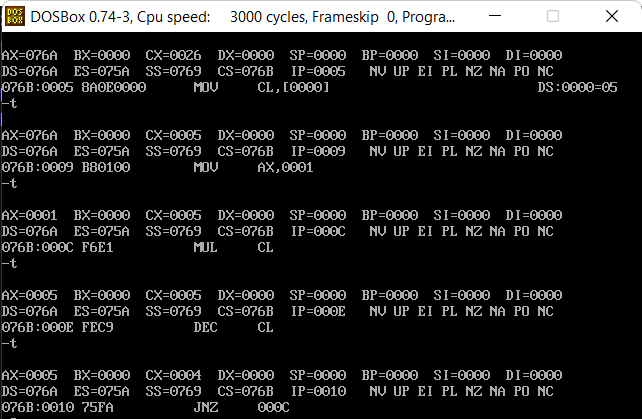 DOS BOX DOSBox 0.74-3, Cpu speed: 3000 cycles, Frameskip 0, Progra...
AX=076A BX=0000 CX=0026 DX=0000 SP=0000 BP=0000 SI=0000 DI=0000
DS=076A ES=075A SS=0769 CS=076B IP=0005 NV UP EI PL NZ NA PO NC
076B:0005 8A0E0000 MOV CL,[0000] DS:0000=05
-t
AX=076A BX=0000 CX=0005 DX=0000 SP=0000 BP=0000 SI=0000 DI=0000
DS=076A ES=075A SS=0769 CS=076B IP=0009 NV UP EI PL NZ NA PO NC
076B:0009 B80100 MOV AX,0001
-t
AX=0001 BX=0000 CX=0005 DX=0000 SP=0000 BP=0000 SI=0000 DI=0000
DS=076A ES=075A SS=0769 CS=076B IP=000C NV UP EI PL NZ NA PO NC
076B:000C F6E1 MUL CL
-t
AX=0005 BX=0000 CX=0005 DX=0000 SP=0000 BP=0000 SI=0000 DI=0000
DS=076A ES=075A SS=0769 CS=076B IP=000E NV UP EI PL NZ NA PO NC
076B:000E FEC9 DEC CL
-t
AX=0005 BX=0000 CX=0004 DX=0000 SP=0000 BP=0000 SI=0000 DI=0000
DS=076A ES=075A SS=0769 CS=076B IP=0010 NV UP EI PL NZ NA PO NC
076B:0010 75FA JNZ 000C